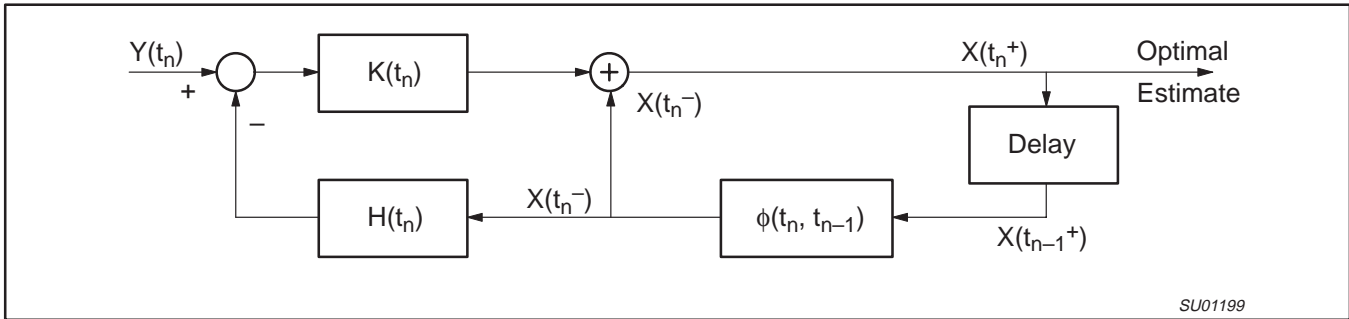 Y(tₙ)
+
–
K(tₙ)
+
X(tₙ⁻)
X(tₙ⁺)
Optimal
Estimate
Delay
H(tₙ)
X(tₙ⁻)
ϕ(tₙ, tₙ₋₁)
X(tₙ₋₁⁺)
SU01199